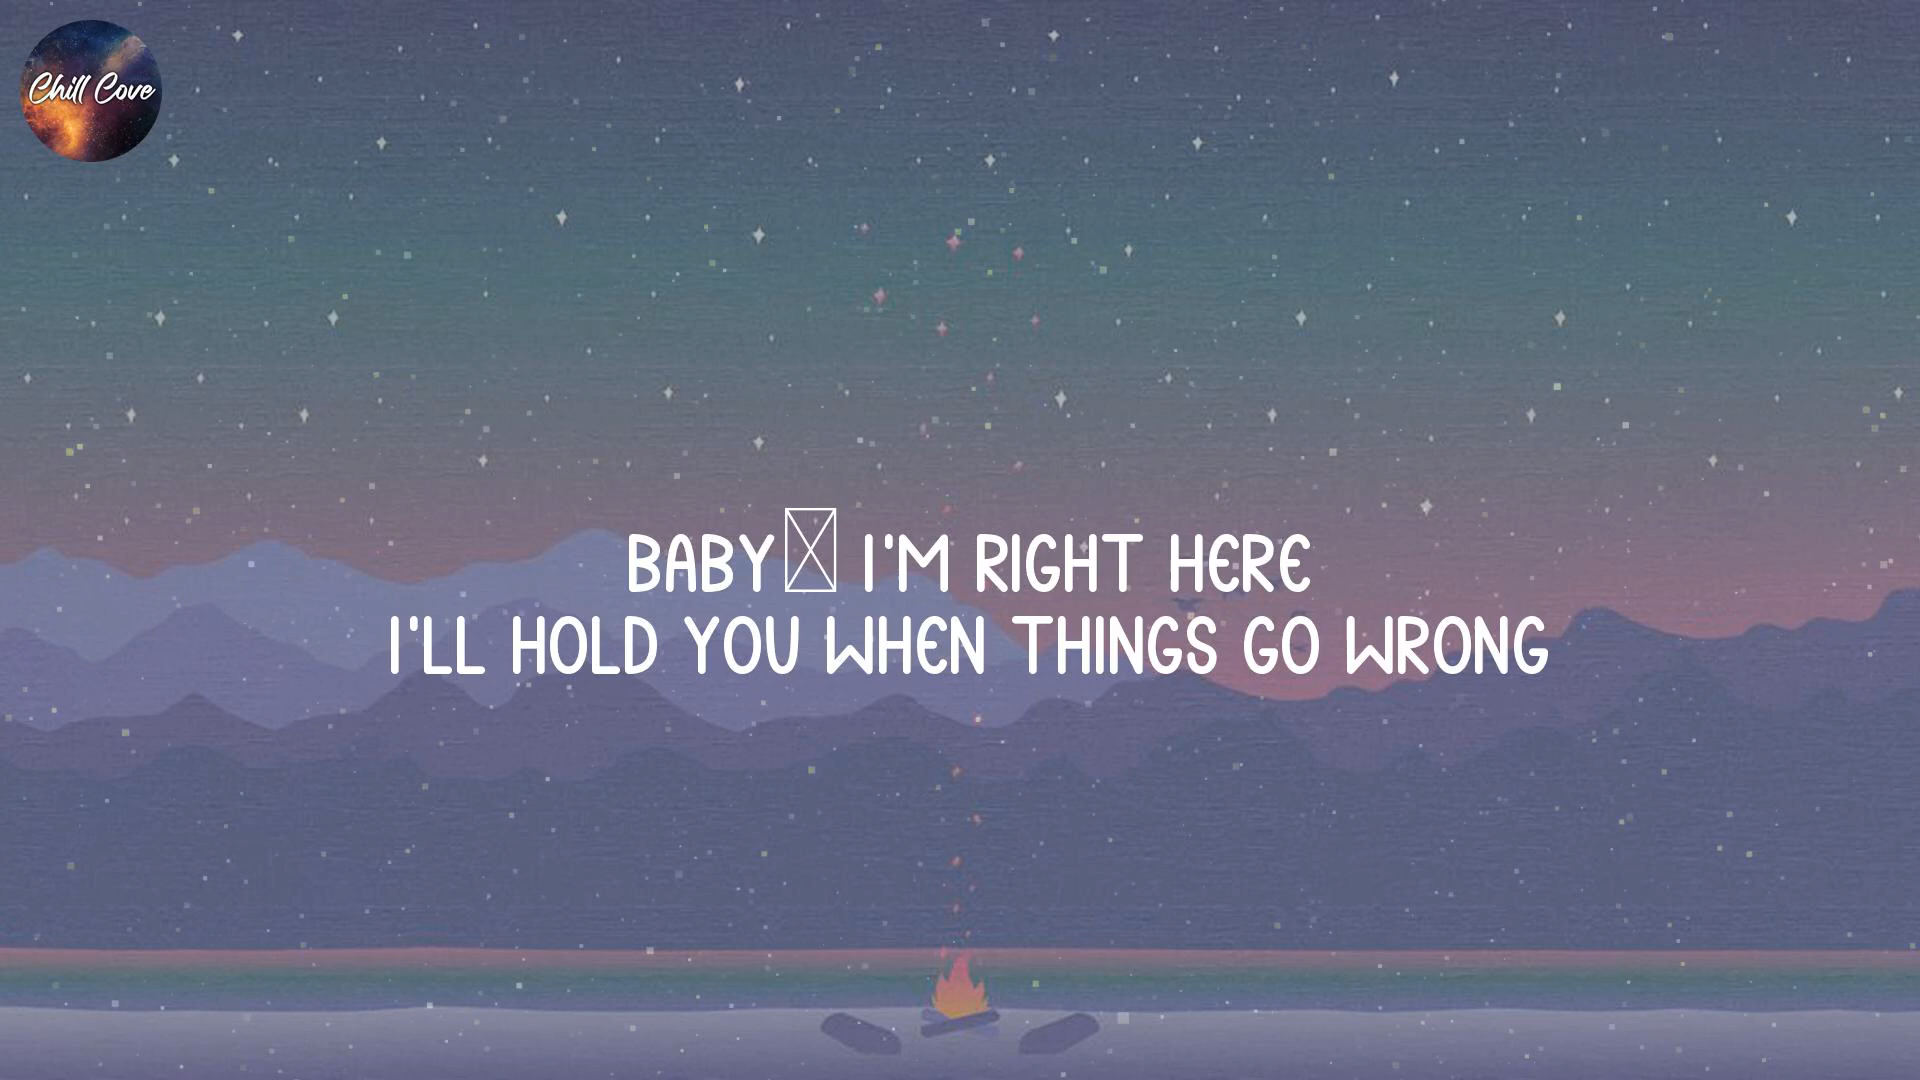 Chill Cove
BABY, I'M RIGHT HERE
I'LL HOLD YOU WHEN THINGS GO WRONG